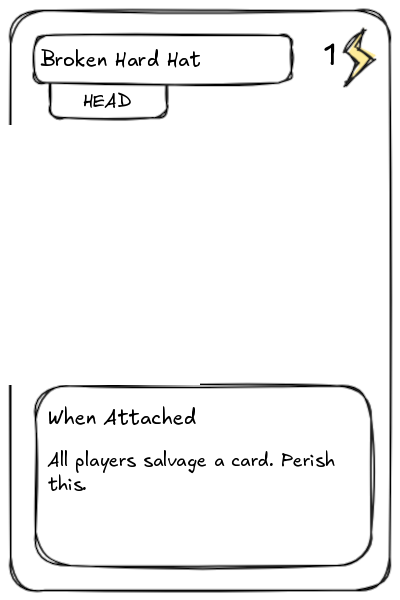 Broken Hard Hat
1
HEAD
When Attached
All players salvage a card. Perish
this.